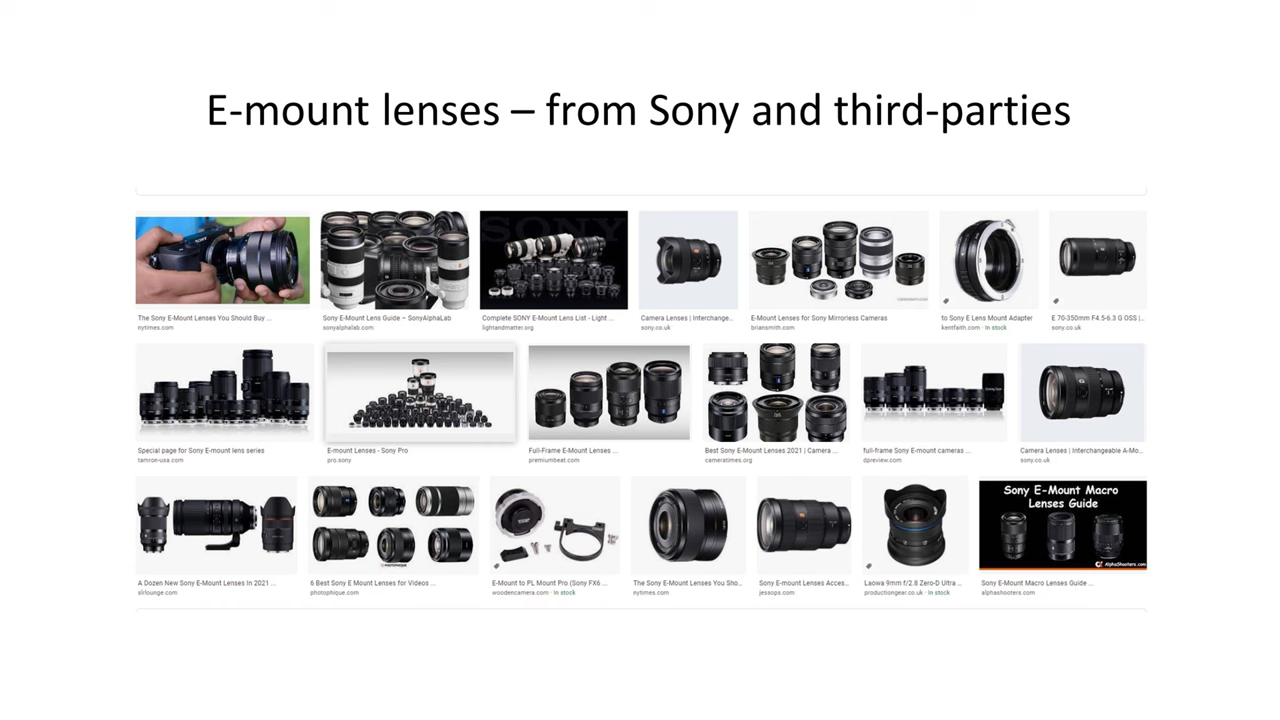 E-mount lenses – from Sony and third-parties
SONY
The Sony E-Mount Lenses You Should Buy ...
nytimes.com
Sony E-Mount Lens Guide – SonyAlphaLab
sonyalphalab.com
Complete SONY E-Mount Lens List - Light ...
lightandmatter.org
Camera Lenses | Interchange...
sony.co.uk
E-Mount Lenses for Sony Mirrorless Cameras
briansmith.com
to Sony E Lens Mount Adapter
kentfaith.com · In stock
E 70-350mm F4.5-6.3 G OSS |...
sony.co.uk
Special page for Sony E-mount lens series
tamron-usa.com
E-mount Lenses - Sony Pro
pro.sony
Full-Frame E-Mount Lenses ...
premiumbeat.com
Best Sony E-Mount Lenses 2021 | Camera ...
cameratimes.org
full-frame Sony E-mount cameras ...
dpreview.com
Camera Lenses | Interchangeable A-Mo...
sony.co.uk
Sony E-Mount Macro
Lenses Guide
AlphaShooters.com
A Dozen New Sony E-Mount Lenses In 2021 ...
slrlounge.com
6 Best Sony E Mount Lenses for Videos ...
photophique.com
E-Mount to PL Mount Pro (Sony FX6 ...
woodencamera.com · In stock
The Sony E-Mount Lenses You Sho...
nytimes.com
Sony E-mount Lenses Acces...
jessops.com
Laowa 9mm f/2.8 Zero-D Ultra ...
productiongear.co.uk · In stock
Sony E-Mount Macro Lenses Guide ...
alphashooters.com